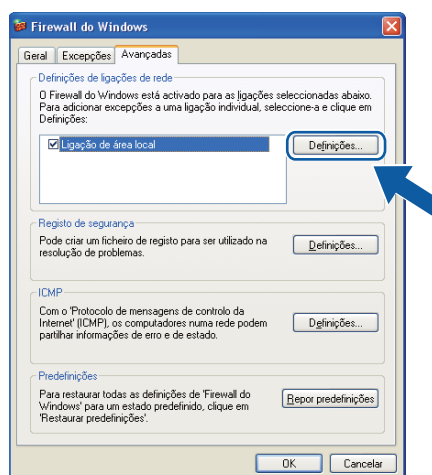 Firewall do Windows
Geral Excepções Avançadas
Definições de ligações de rede
O Firewall do Windows está activado para as ligações seleccionadas abaixo.
Para adicionar excepções a uma ligação individual, seleccione-a e clique em
Definições:
Ligação de área local
Definições...
Registo de segurança
Pode criar um ficheiro de registo para ser utilizado na
resolução de problemas.
Definições...
ICMP
Com o 'Protocolo de mensagens de controlo da
Internet' (ICMP), os computadores numa rede podem
partilhar informações de erro e de estado.
Definições...
Predefinições
Para restaurar todas as definições de 'Firewall do
Windows' para um estado predefinido, clique em
'Restaurar predefinições'.
Repor predefinições
OK Cancelar